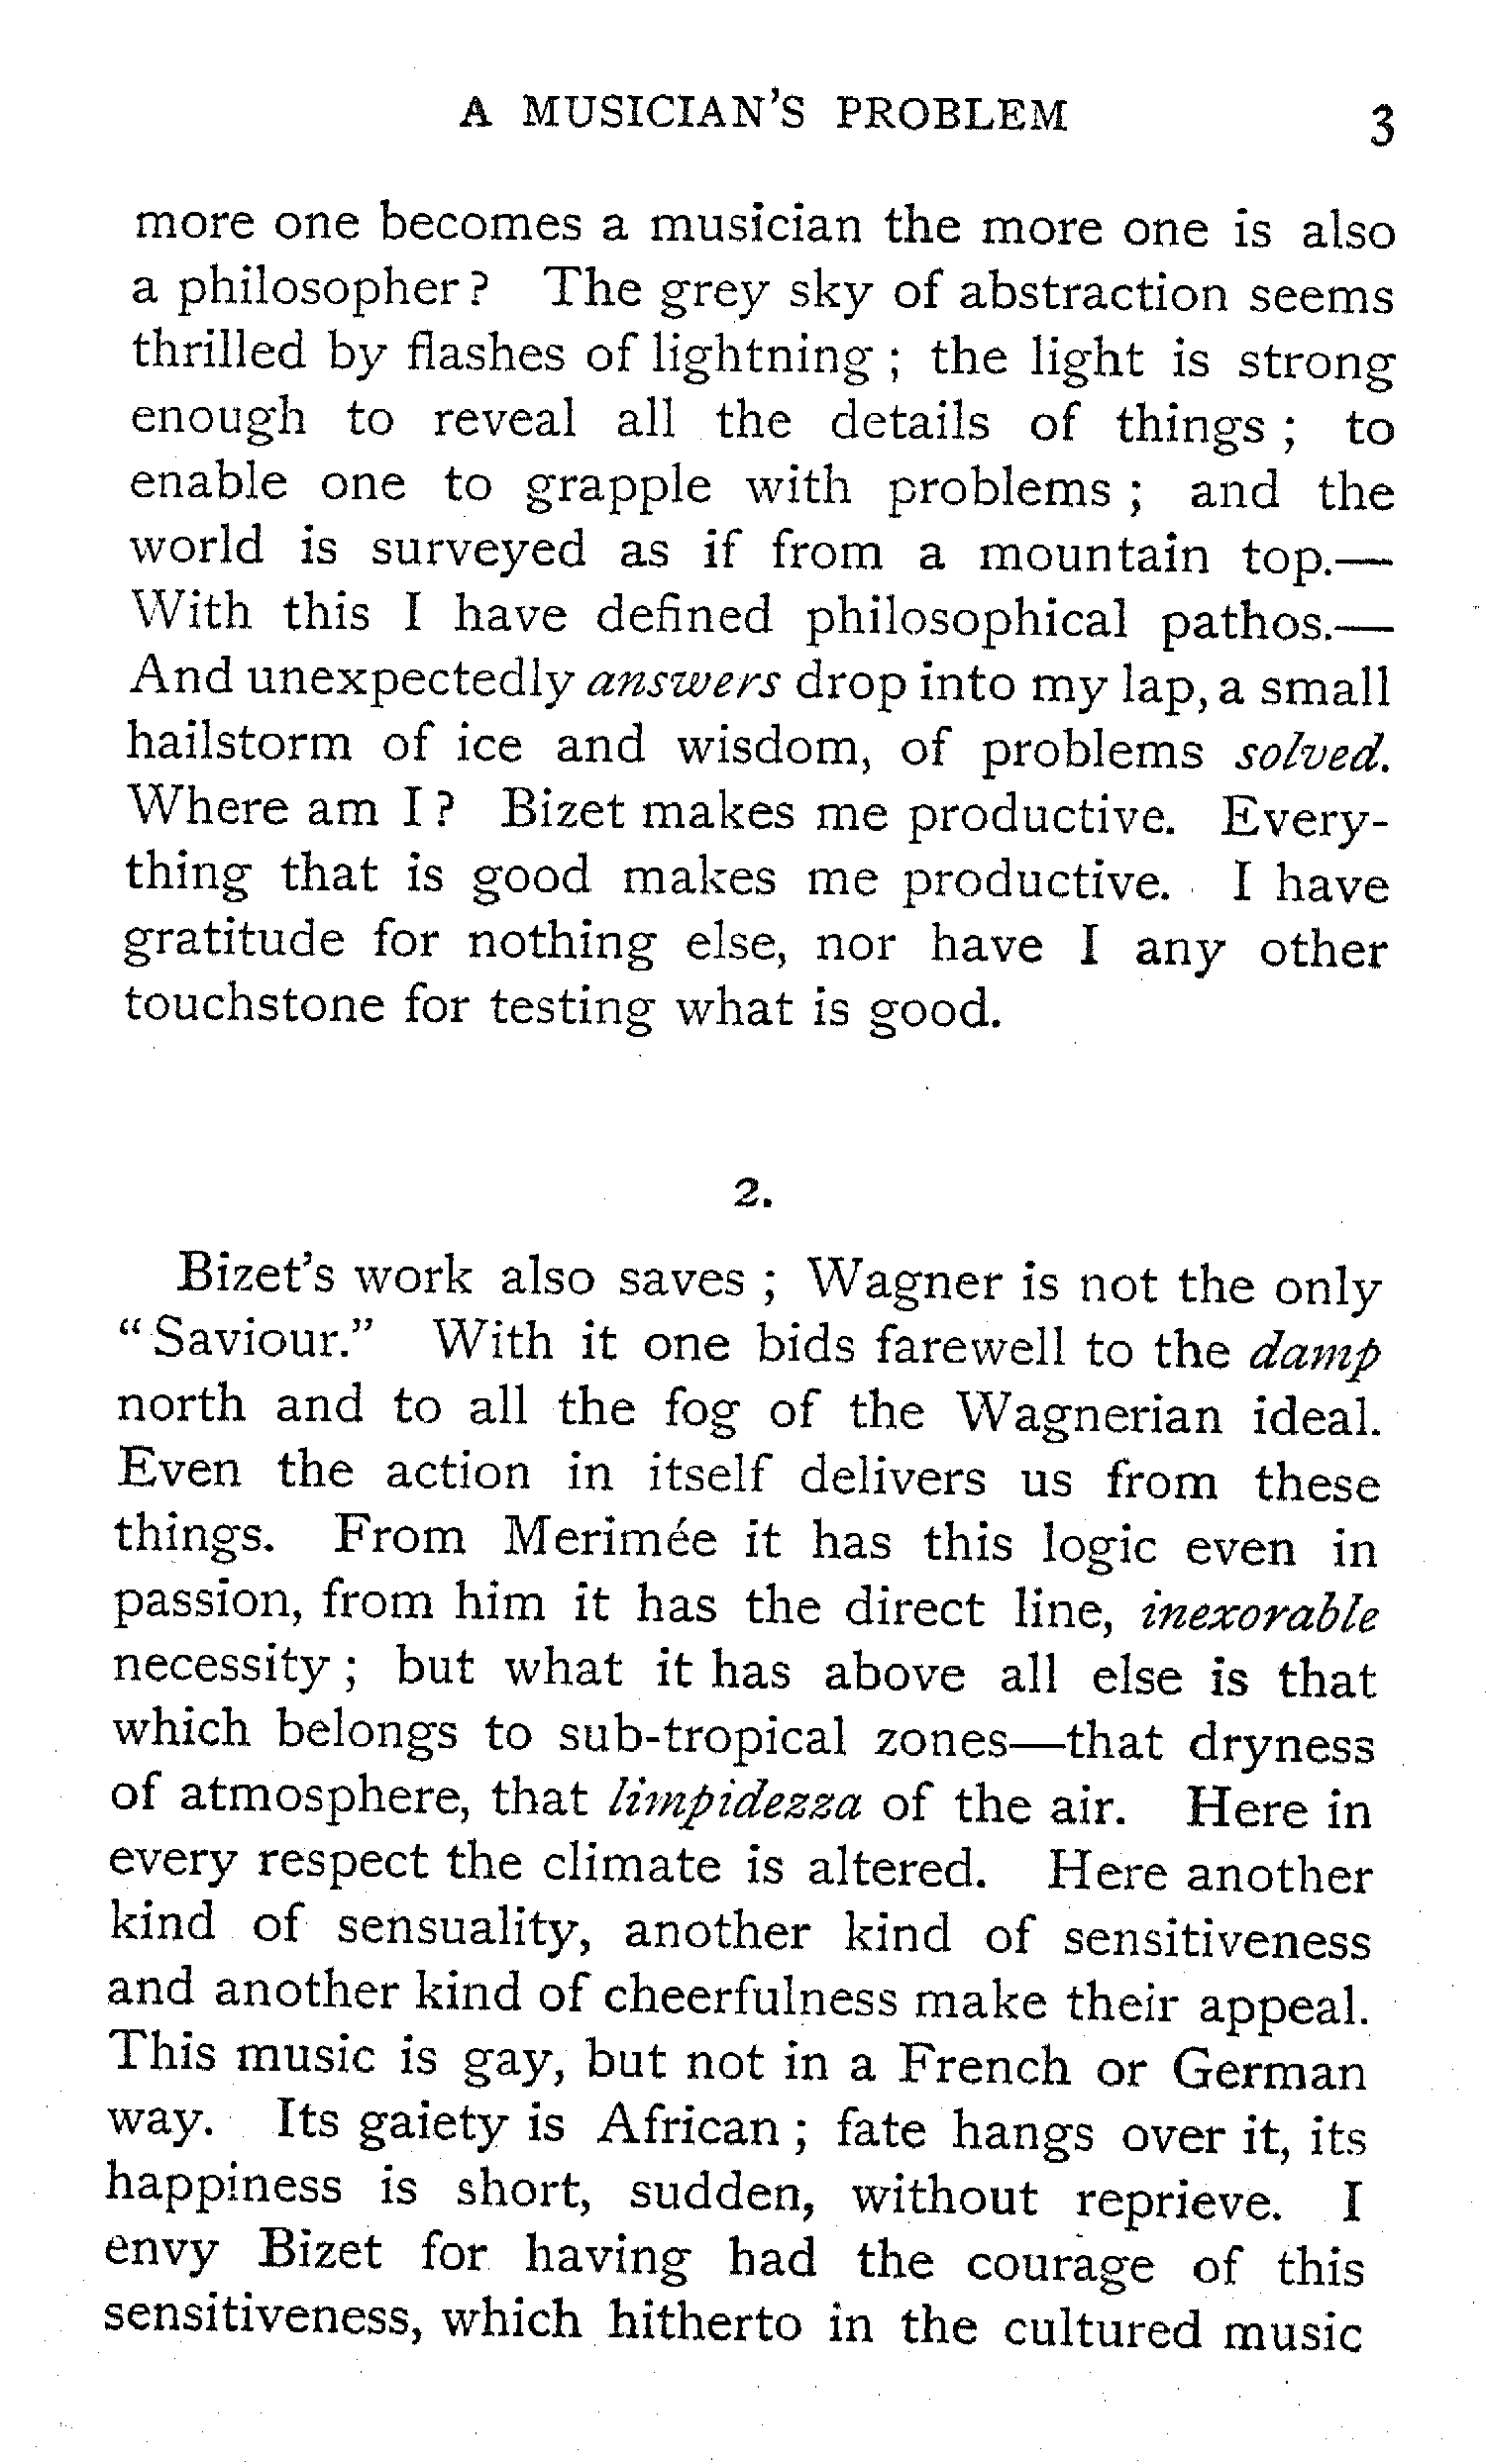 A MUSICIAN'S PROBLEM 3
more one becomes a musician the more one is also
a philosopher? The grey sky of abstraction seems
thrilled by flashes of lightning; the light is strong
enough to reveal all the details of things; to
enable one to grapple with problems; and the
world is surveyed as if from a mountain top.—
With this I have defined philosophical pathos.—
And unexpectedly answers drop into my lap, a small
hailstorm of ice and wisdom, of problems solved.
Where am I? Bizet makes me productive. Every-
thing that is good makes me productive. I have
gratitude for nothing else, nor have I any other
touchstone for testing what is good.
2.
Bizet's work also saves; Wagner is not the only
“Saviour.” With it one bids farewell to the damp
north and to all the fog of the Wagnerian ideal.
Even the action in itself delivers us from these
things. From Merimée it has this logic even in
passion, from him it has the direct line, inexorable
necessity; but what it has above all else is that
which belongs to sub-tropical zones—that dryness
of atmosphere, that limpidezza of the air. Here in
every respect the climate is altered. Here another
kind of sensuality, another kind of sensitiveness
and another kind of cheerfulness make their appeal.
This music is gay, but not in a French or German
way. Its gaiety is African; fate hangs over it, its
happiness is short, sudden, without reprieve. I
envy Bizet for having had the courage of this
sensitiveness, which hitherto in the cultured music